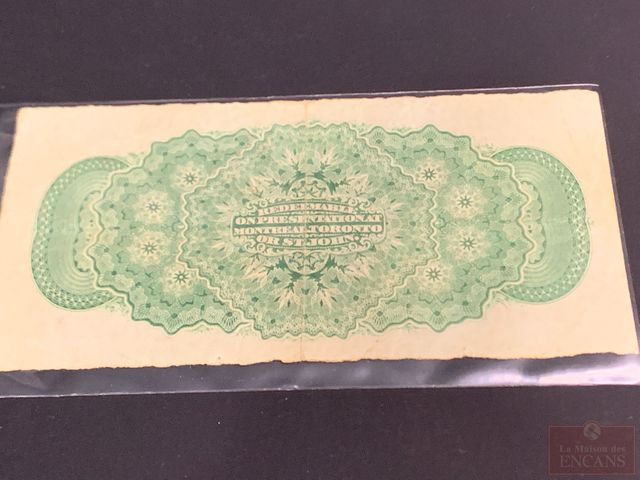 REDEEMABLE
ON PRESENTATION AT
MONTREAL TORONTO
OR ST JOHN
La Maison des
ENCANS